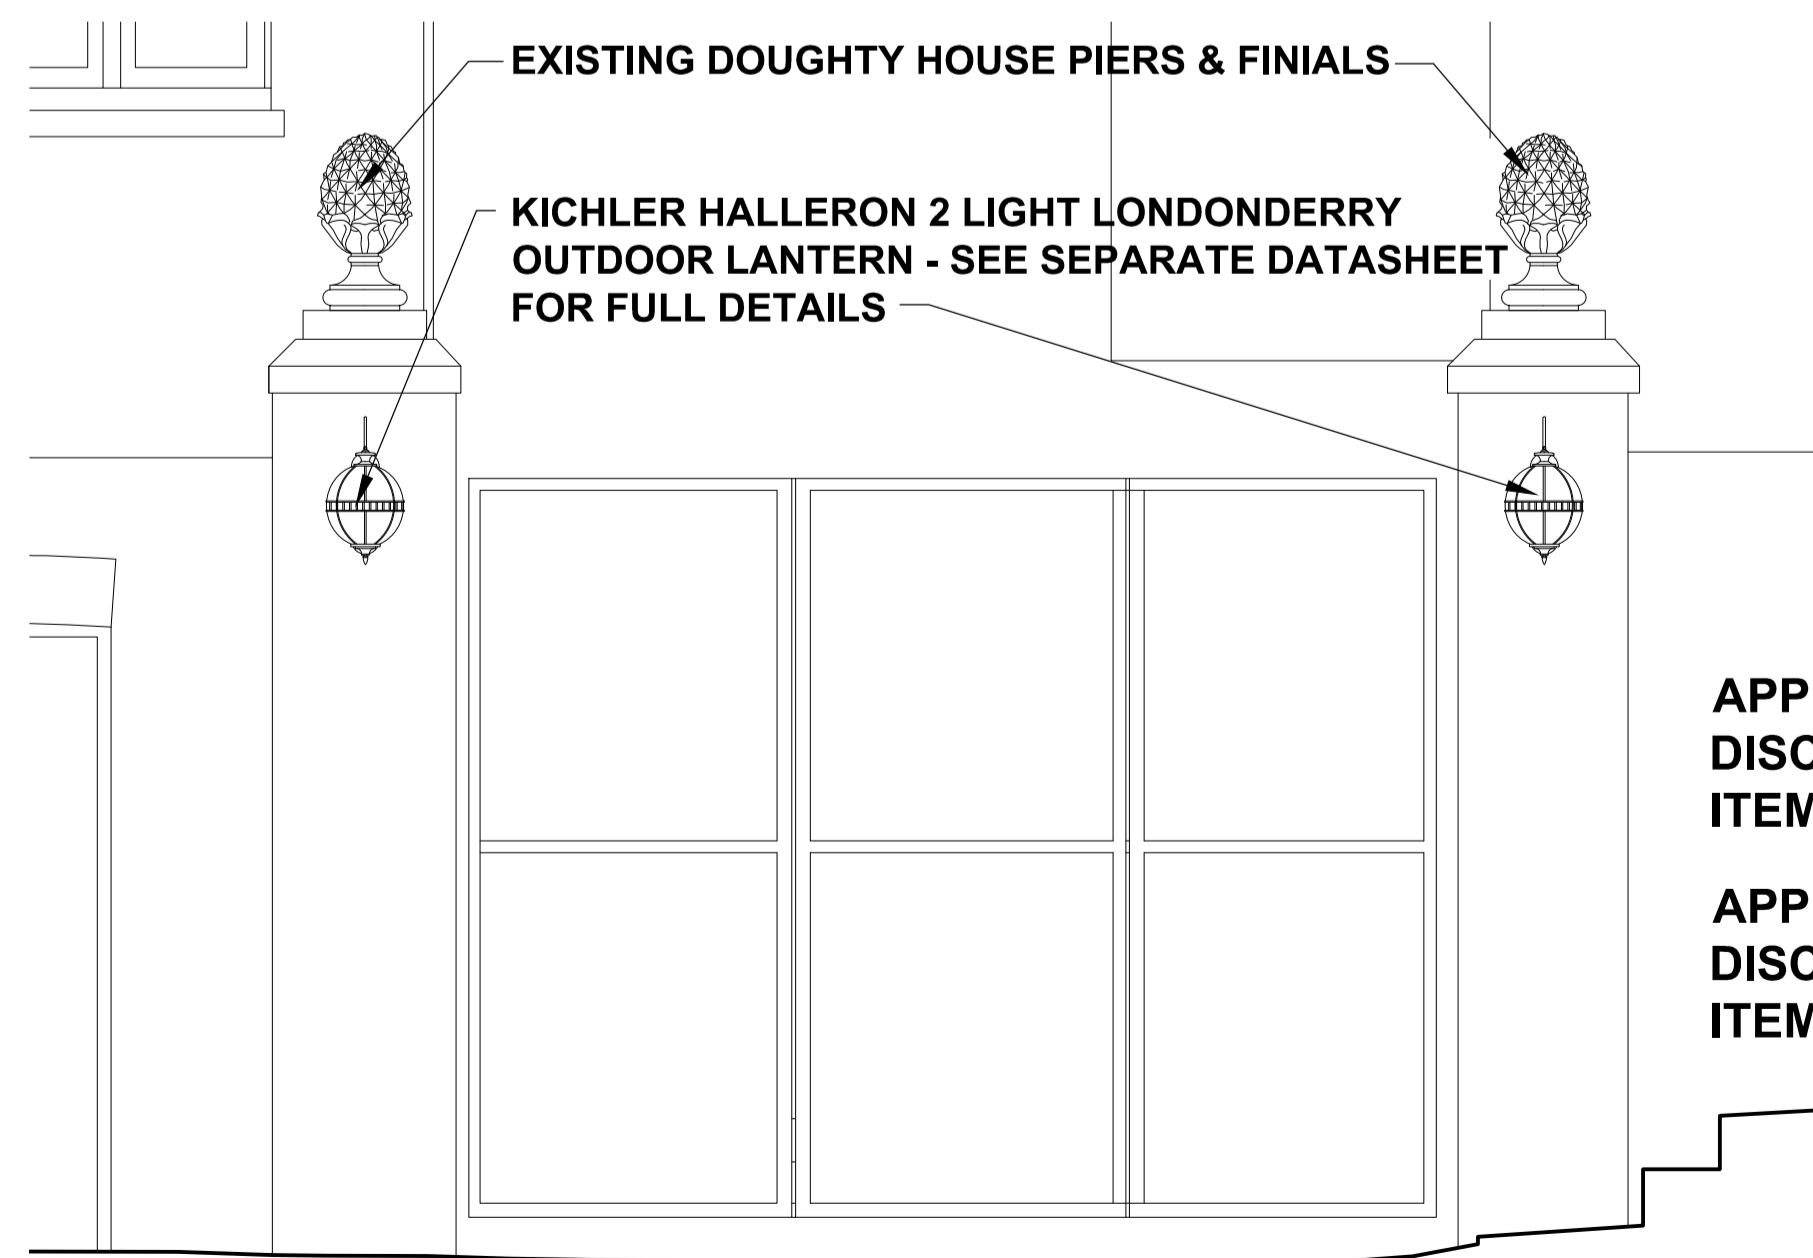 EXISTING DOUGHTY HOUSE PIERS & FINIALS
KICHLER HALLERON 2 LIGHT LONDONDERRY
OUTDOOR LANTERN - SEE SEPARATE DATASHEET
FOR FULL DETAILS
APP
DISC
ITEM
APP
DISC
ITEM